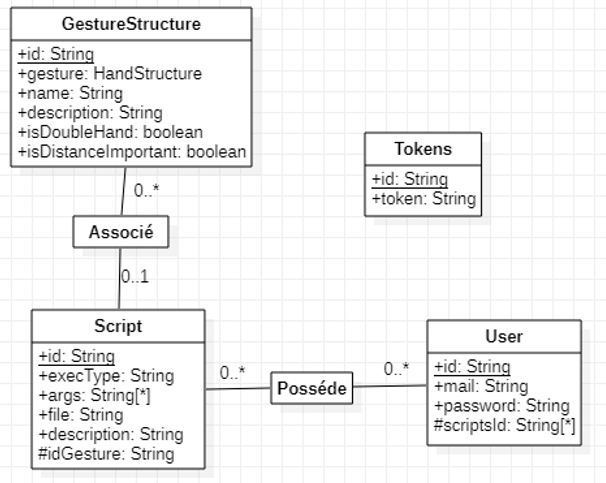 GestureStructure
+id: String
+gesture: HandStructure
+name: String
+description: String
+isDoubleHand: boolean
+isDistanceImportant: boolean
Tokens
+id: String
+token: String
0..*
Associé
0..1
Script
+id: String
+execType: String
+args: String[*]
+file: String
+description: String
#idGesture: String
0..*
Posséde
0..*
User
+id: String
+mail: String
+password: String
#scriptsId: String[*]